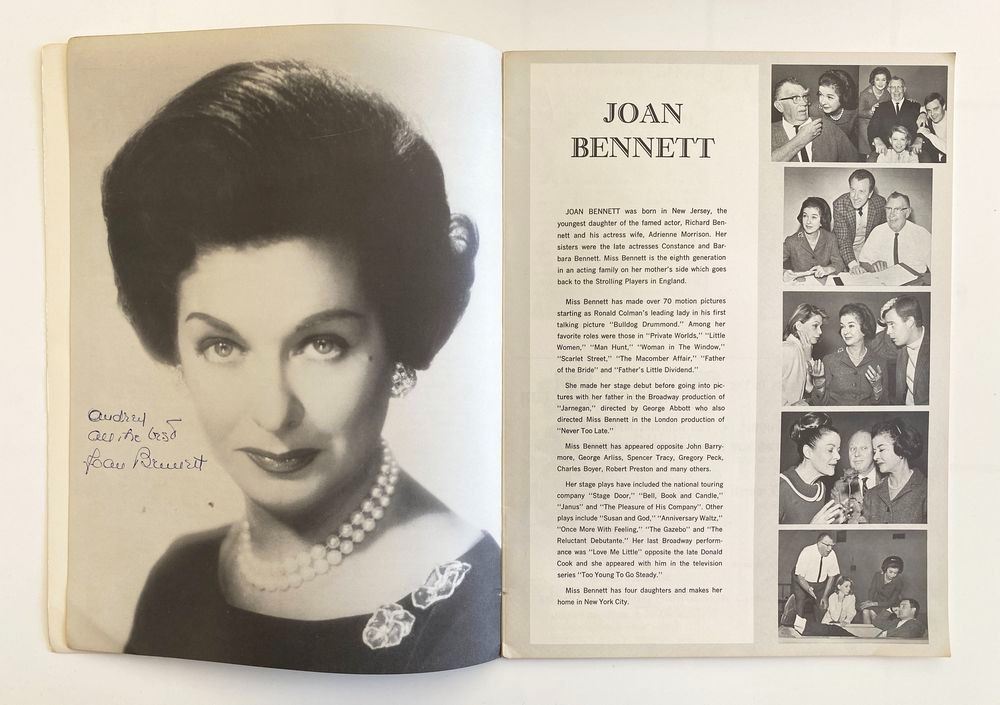 Audrey
all the best
Joan Bennett
JOAN
BENNETT
JOAN BENNETT was born in New Jersey, the
youngest daughter of the famed actor, Richard Ben-
nett and his actress wife, Adrienne Morrison. Her
sisters were the late actresses Constance and Bar-
bara Bennett. Miss Bennett is the eighth generation
in an acting family on her mother's side which goes
back to the Strolling Players in England.
Miss Bennett has made over 70 motion pictures
starting as Ronald Colman's leading lady in his first
talking picture "Bulldog Drummond." Among her
favorite roles were those in "Private Worlds," "Little
Women," "Man Hunt," "Woman in The Window,"
"Scarlet Street," "The Macomber Affair," "Father
of the Bride" and "Father's Little Dividend."
She made her stage debut before going into pic-
tures with her father in the Broadway production of
"Jarnegan," directed by George Abbott who also
directed Miss Bennett in the London production of
"Never Too Late."
Miss Bennett has appeared opposite John Barry-
more, George Arliss, Spencer Tracy, Gregory Peck,
Charles Boyer, Robert Preston and many others.
Her stage plays have included the national touring
company "Stage Door," "Bell, Book and Candle,"
"Janus" and "The Pleasure of His Company". Other
plays include "Susan and God," "Anniversary Waltz,"
"Once More With Feeling," "The Gazebo" and "The
Reluctant Debutante." Her last Broadway perform-
ance was "Love Me Little" opposite the late Donald
Cook and she appeared with him in the television
series "Too Young To Go Steady."
Miss Bennett has four daughters and makes her
home in New York City.